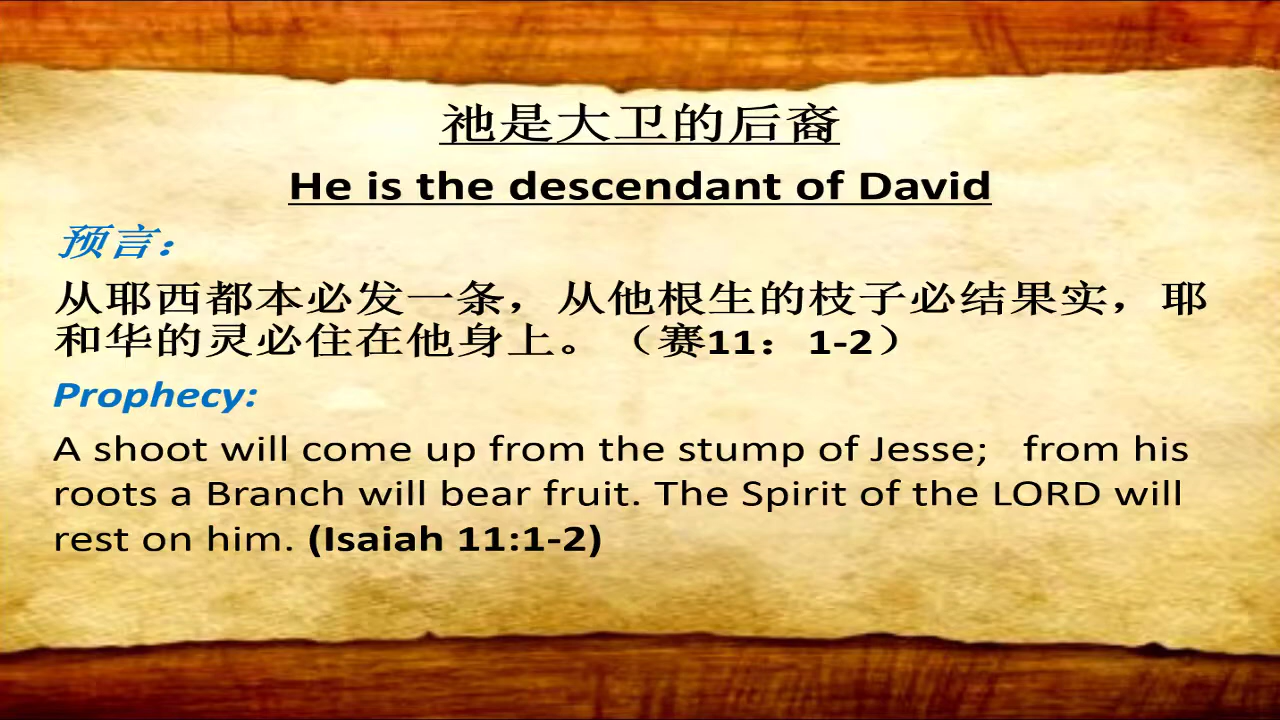 祂是大卫的后裔
He is the descendant of David
预言：
从耶西都本必发一条，从他根生的枝子必结果实，耶
和华的灵必住在他身上。（赛11：1-2）
Prophecy:
A shoot will come up from the stump of Jesse; from his
roots a Branch will bear fruit. The Spirit of the LORD will
rest on him. (Isaiah 11:1-2)